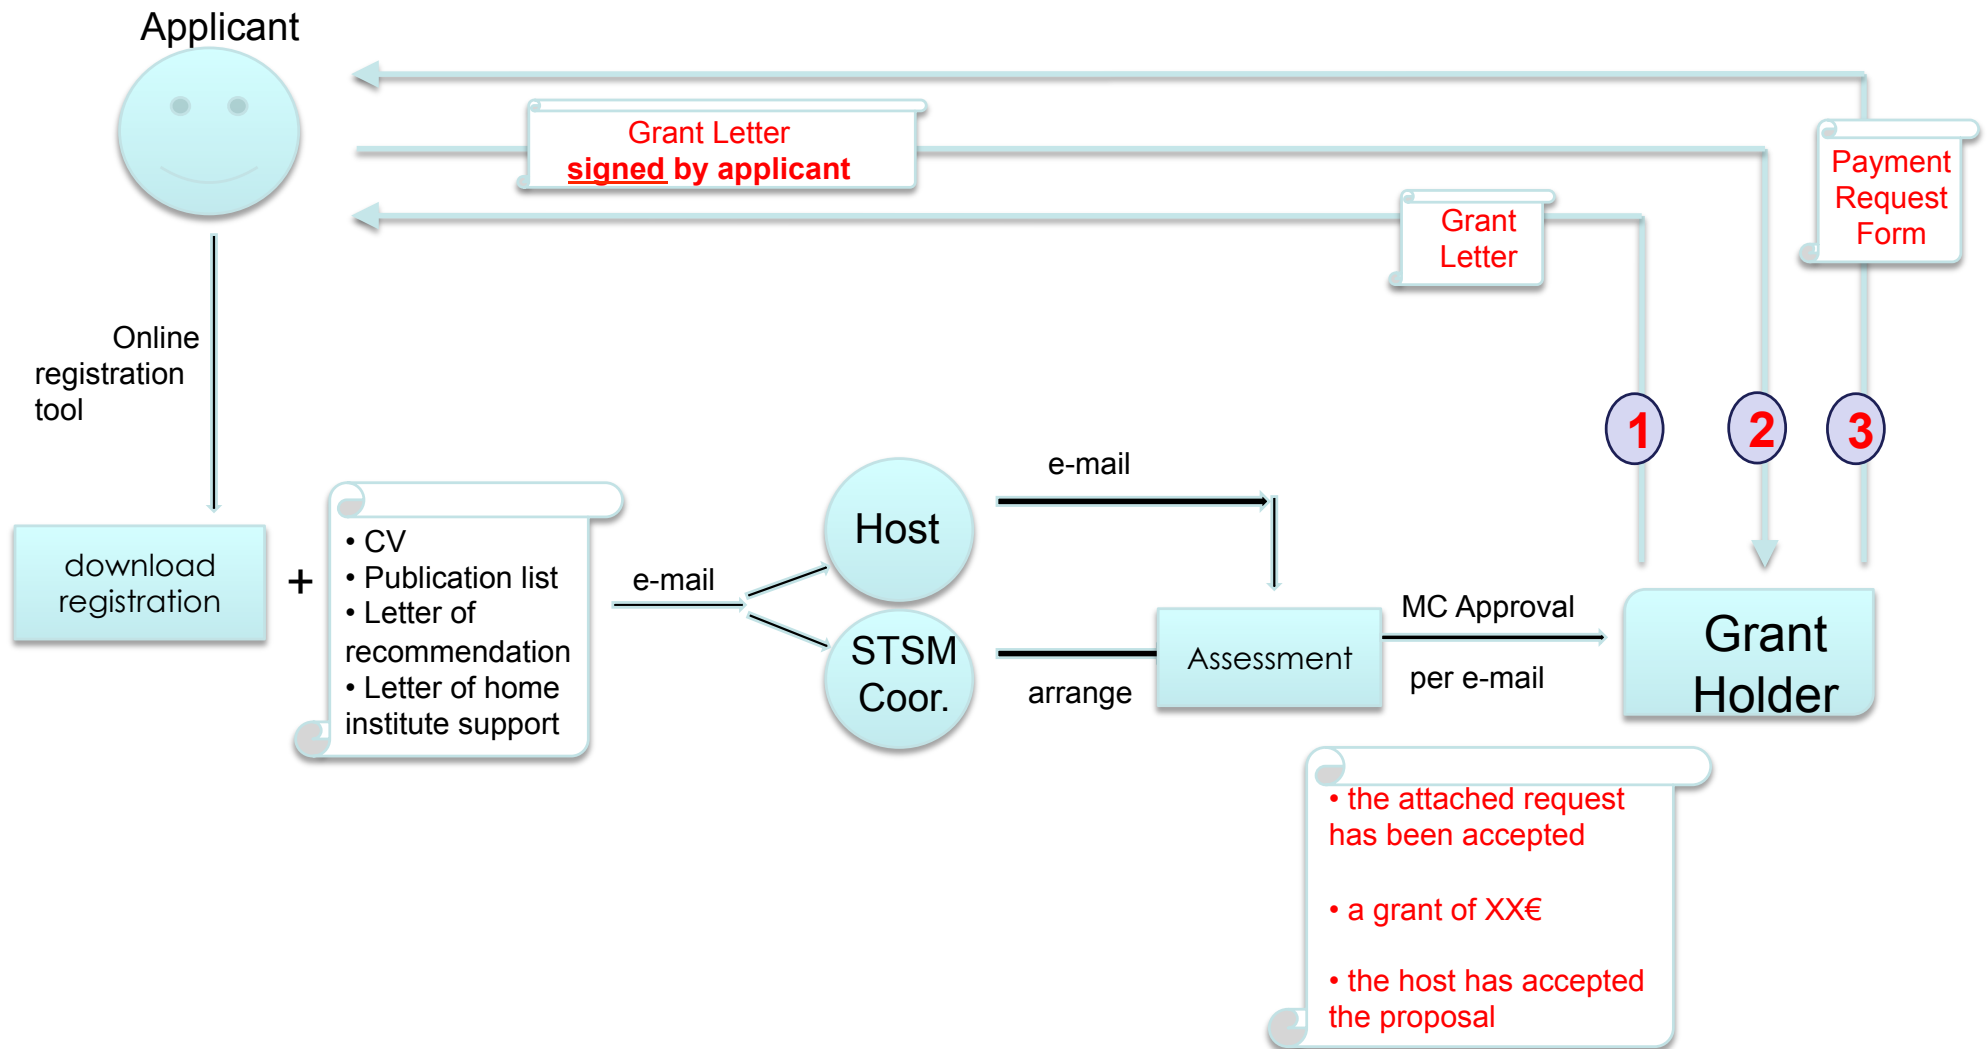 Applicant
Grant Letter
signed by applicant
Payment
Request
Form
Grant
Letter
Online
registration
tool
1
2
3
download
registration
+
• CV
• Publication list
• Letter of
recommendation
• Letter of home
institute support
e-mail
Host
e-mail
STSM
Coor.
arrange
Assessment
MC Approval
per e-mail
Grant
Holder
• the attached request
has been accepted
• a grant of XX€
• the host has accepted
the proposal